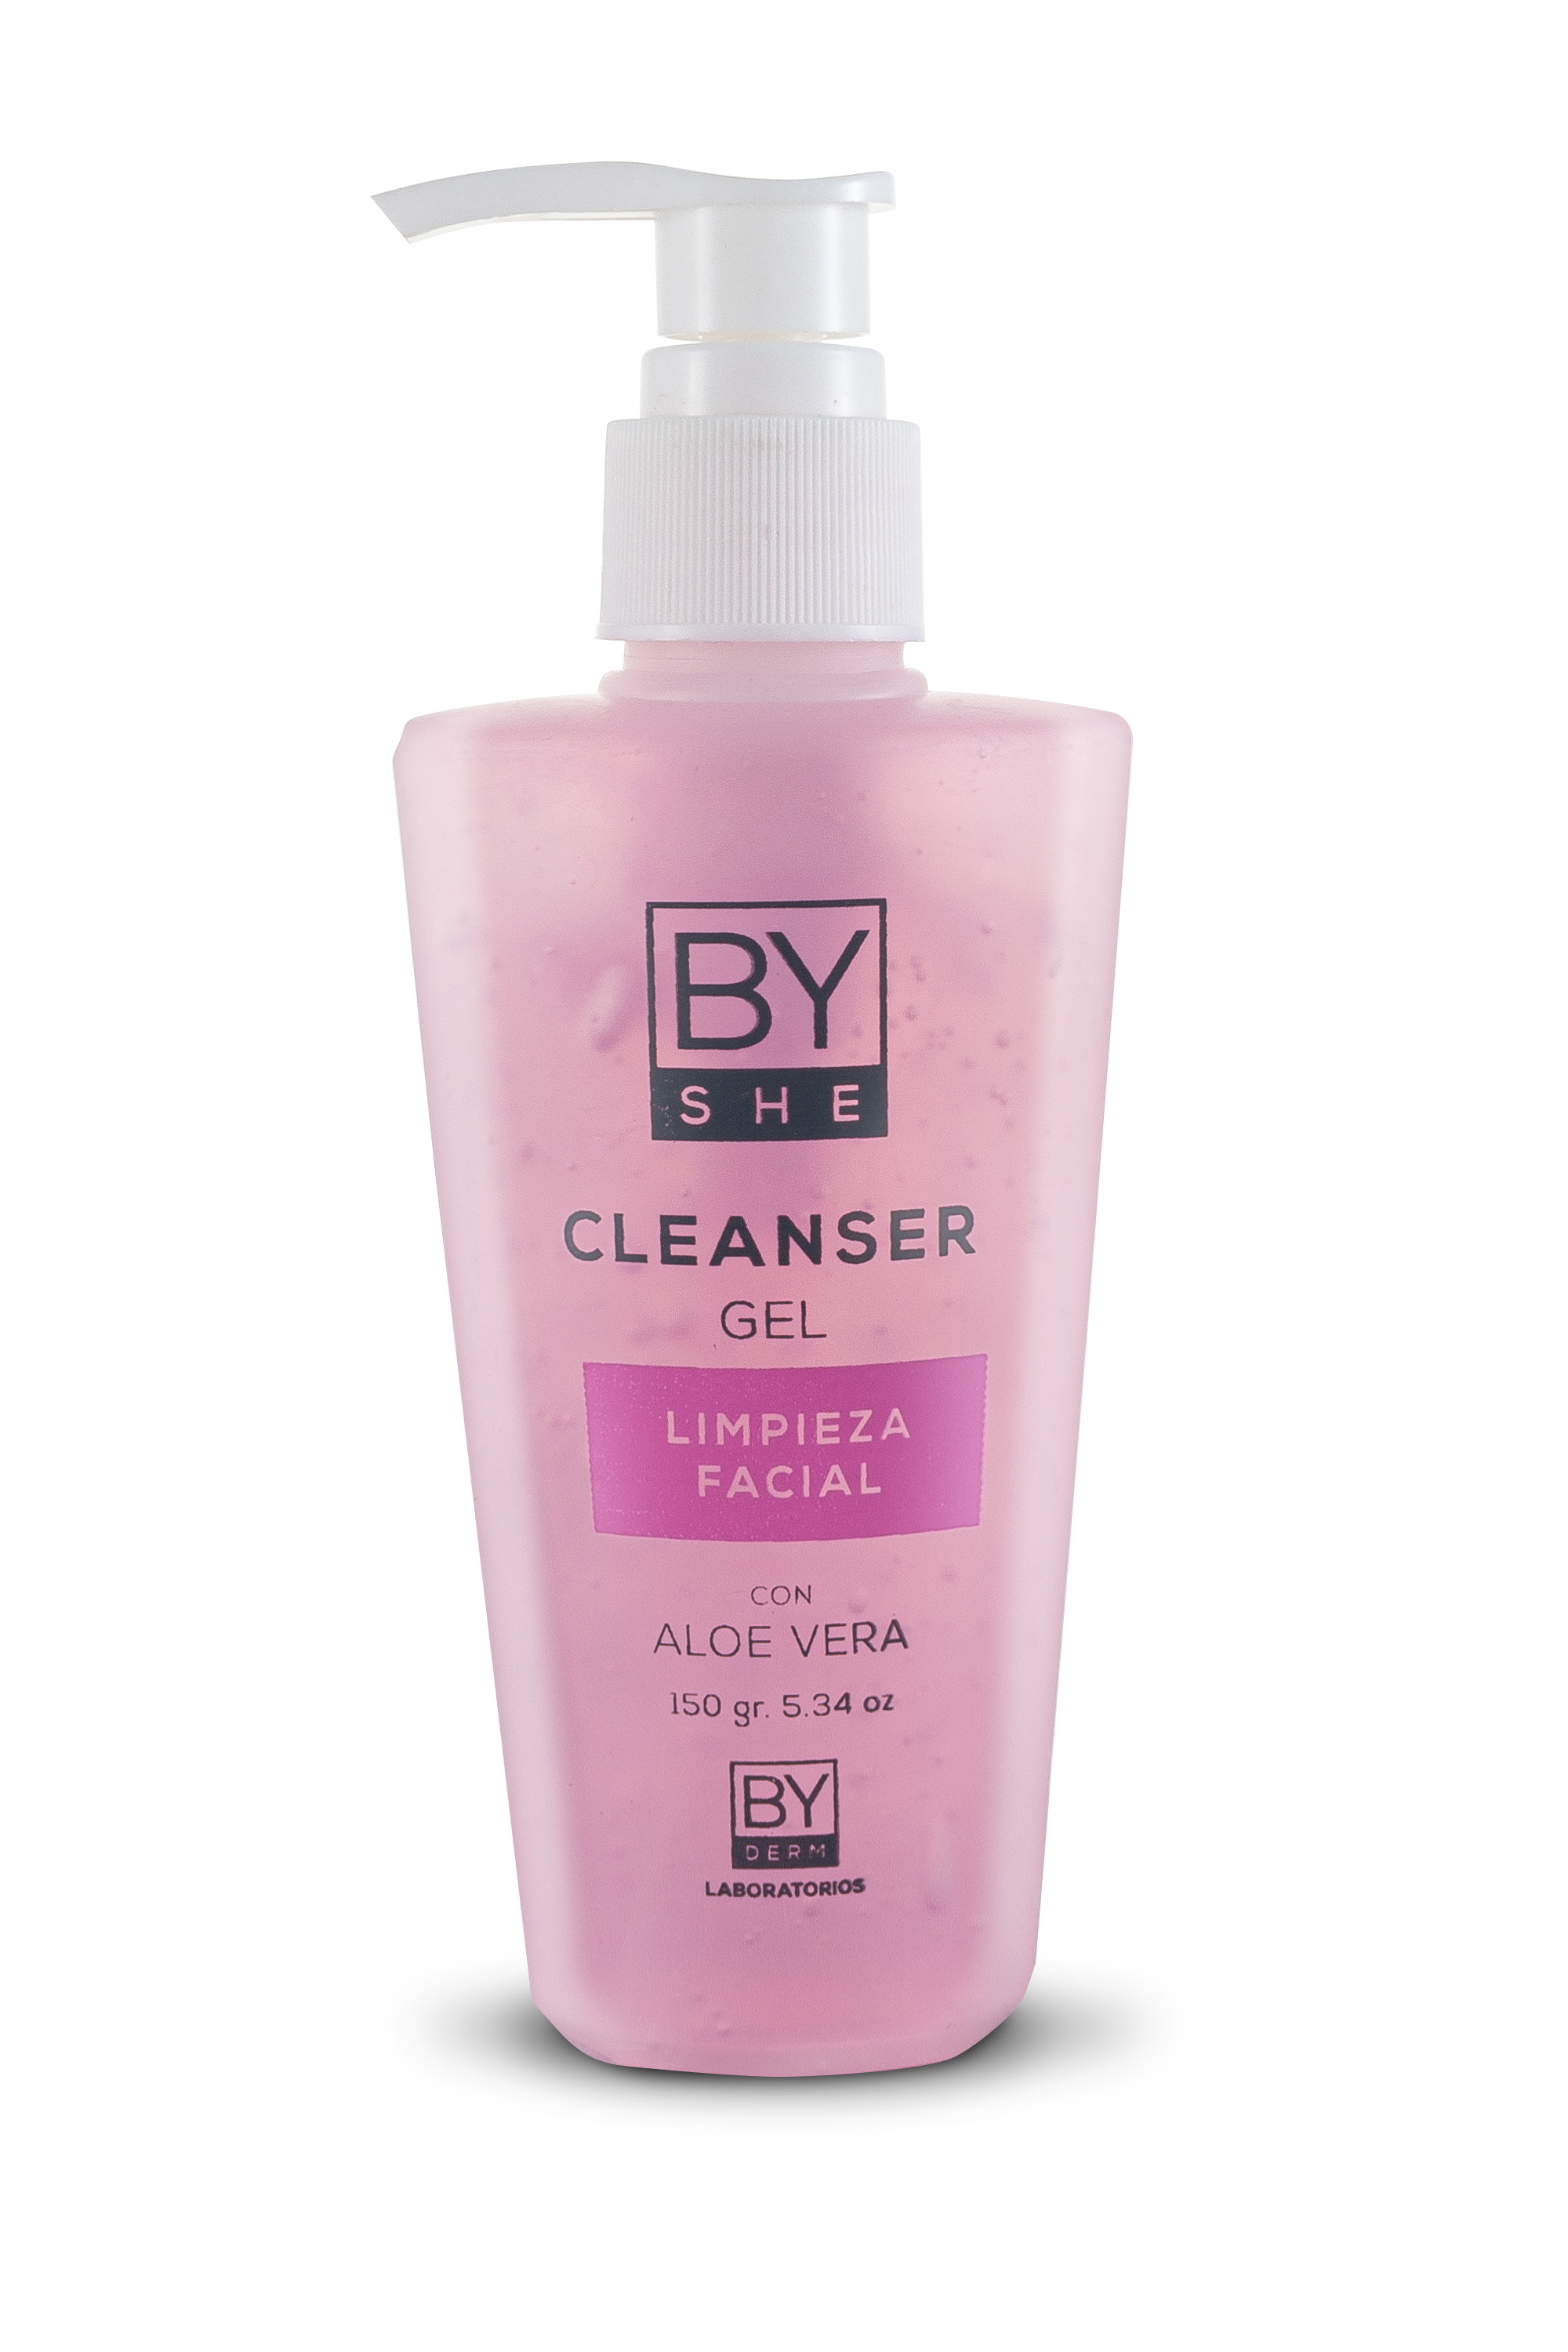 BY
SHE
CLEANSER
GEL
LIMPIEZA
FACIAL
CON
ALOE VERA
150 gr. 5.34 oz
BY
DERM
LABORATORIOS